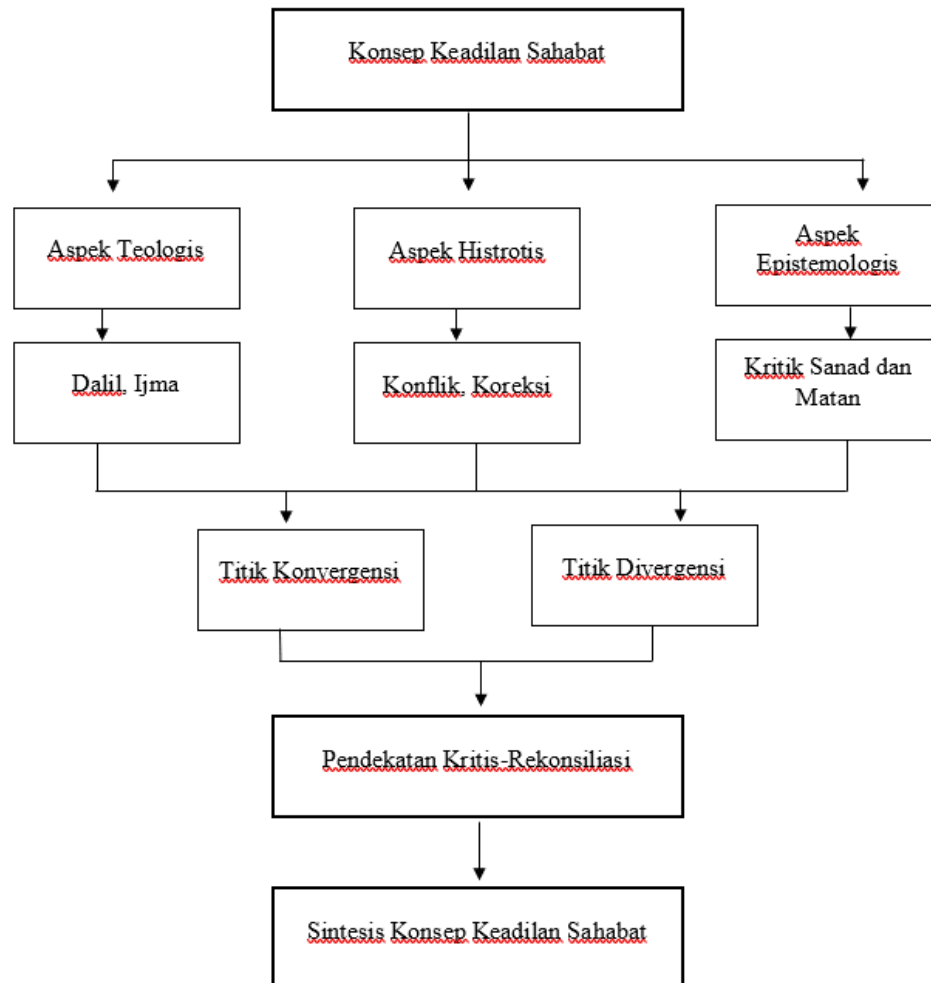 Konsep Keadilan Sahabat
Aspek Teologis
Aspek Histrotis
Aspek
Epistemologis
Dalil, Ijma
Konflik, Koreksi
Kritik Sanad dan
Matan
Titik Konvergensi
Titik Divergensi
Pendekatan Kritis-Rekonsiliasi
Sintesis Konsep Keadilan Sahabat